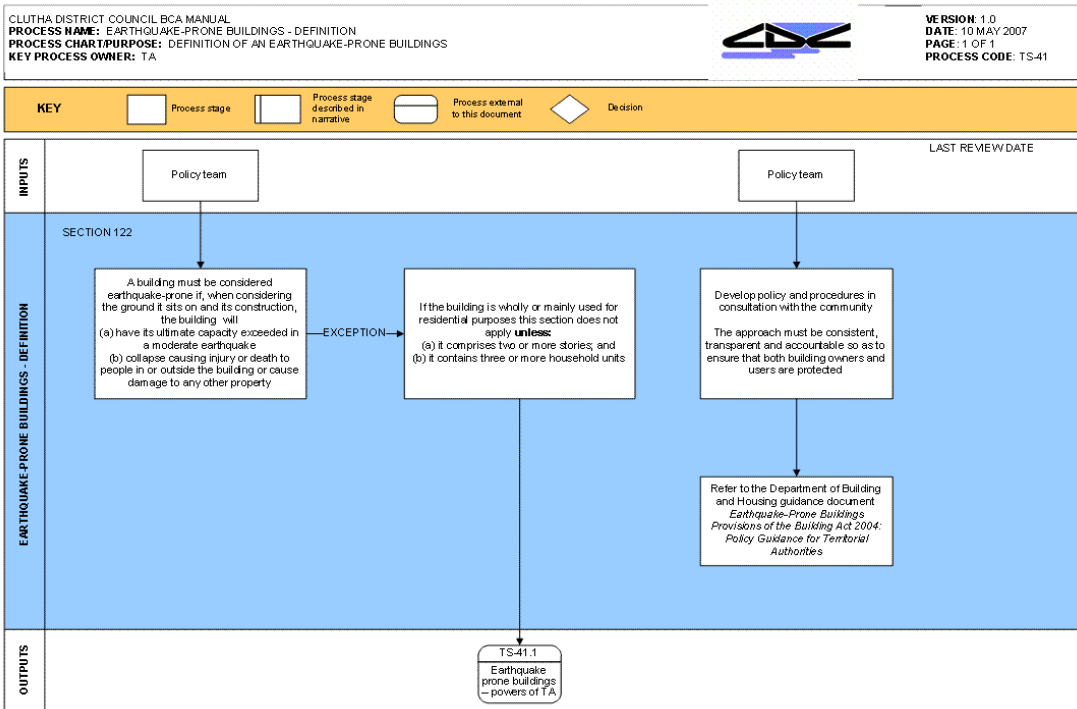 CLUTHA DISTRICT COUNCIL BCA MANUAL
PROCESS NAME: EARTHQUAKE-PRONE BUILDINGS - DEFINITION
PROCESS CHART/PURPOSE: DEFINITION OF AN EARTHQUAKE-PRONE BUILDINGS
KEY PROCESS OWNER: TA
CDC
VERSION: 1.0
DATE: 10 MAY 2007
PAGE: 1 OF 1
PROCESS CODE: TS-41
KEY
Process stage
Process stage
described in
narrative
Process external
to this document
Decision
INPUTS
LAST REVIEW DATE
Policy team
Policy team
EARTHQUAKE-PRONE BUILDINGS - DEFINITION
SECTION 122
A building must be considered
earthquake-prone if, when considering
the ground it sits on and its construction,
the building will
(a) have its ultimate capacity exceeded in
a moderate earthquake
(b) collapse causing injury or death to
people in or outside the building or cause
damage to any other property
EXCEPTION
If the building is wholly or mainly used for
residential purposes this section does not
apply unless:
(a) it comprises two or more stories; and
(b) it contains three or more household units
Develop policy and procedures in
consultation with the community
The approach must be consistent,
transparent and accountable so as to
ensure that both building owners and
users are protected
Refer to the Department of Building
and Housing guidance document
Earthquake-Prone Buildings
Provisions of the Building Act 2004:
Policy Guidance for Territorial
Authorities
OUTPUTS
TS-41.1
Earthquake
prone buildings
– powers of TA